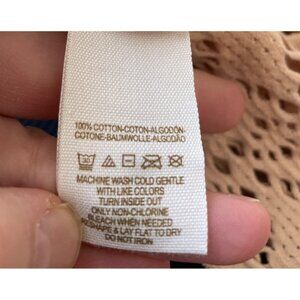 100% COTTON-COTON-ALGODÓN-
COTONE-BAUMWOLLE-ALGODÃO
MACHINE WASH COLD GENTLE
WITH LIKE COLORS
TURN INSIDE OUT
ONLY NON-CHLORINE
BLEACH WHEN NEEDED
RESHAPE & LAY FLAT TO DRY
DO NOT IRON